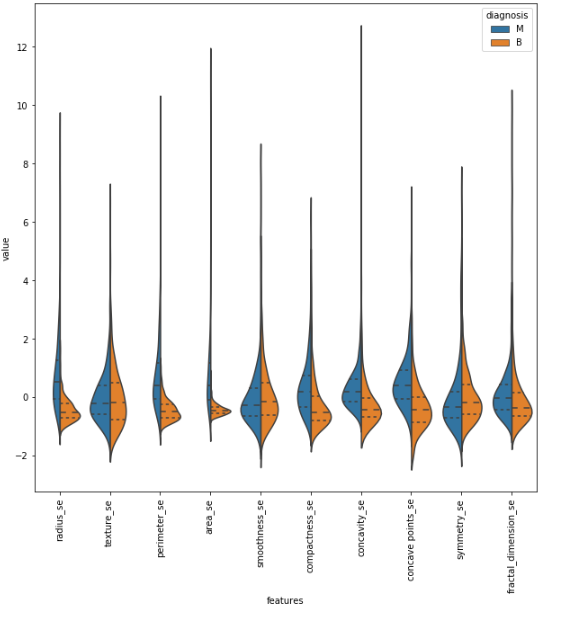 diagnosis
M
B
12
10
8
6
4
2
0
−2
value
radius_se
texture_se
perimeter_se
area_se
smoothness_se
compactness_se
concavity_se
concave points_se
symmetry_se
fractal_dimension_se
features